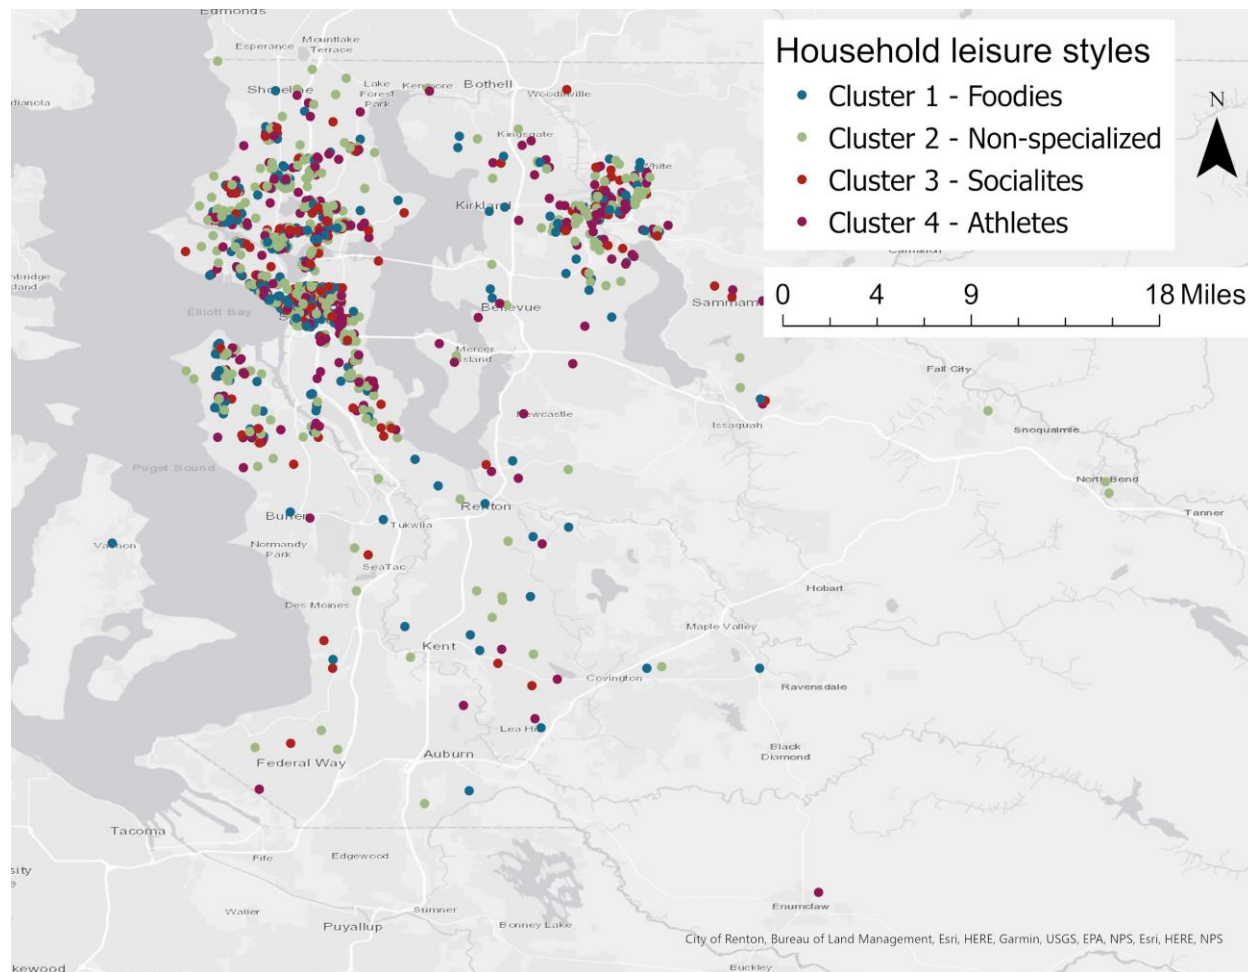 Edmonds
Esperance
Mountlake
Terrace
Household leisure styles
Cluster 1 - Foodies
Cluster 2 - Non-specialized
Cluster 3 - Socialites
Cluster 4 - Athletes
N
Shoreline
Lake
Forest
Park
Kenmore
Bothell
Woodinville
Kingsgate
White
Kirkland
Carnation
0 4 9 18 Miles
Sammam
Elliott Bay
Bellevue
Mercer
Island
Fall City
Newcastle
Issaquah
Snoqualmie
Puget Sound
North Bend
Renton
Tanner
Burien
Tukwila
Vashon
Normandy
Park
SeaTac
Hobart
Des Moines
Maple Valley
Kent
Covington
Ravensdale
Lea Hill
Black
Diamond
Auburn
Federal Way
Tacoma
Fife
Edgewood
sity
Waller
Sumner
Enumclaw
Puyallup
Bonney Lake
City of Renton, Bureau of Land Management, Esri, HERE, Garmin, USGS, EPA, NPS, Esri, HERE, NPS
kewood
Buckley